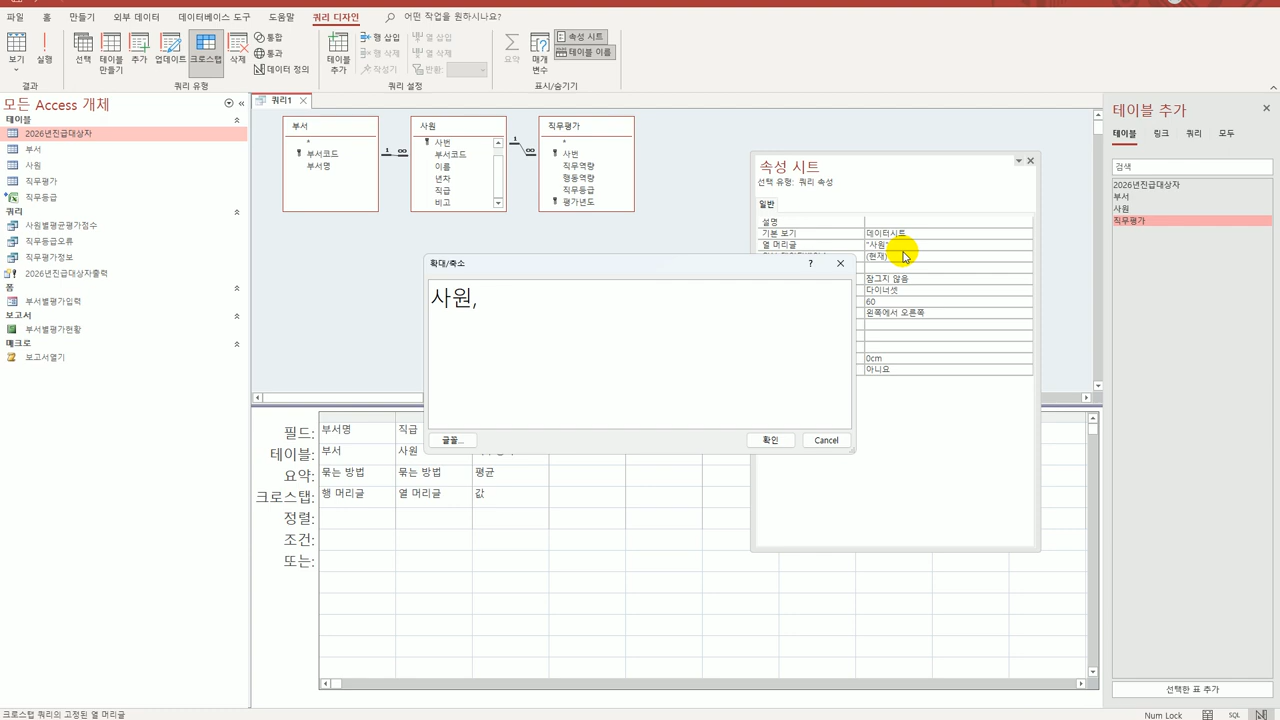 파일 홈 만들기 외부 데이터 데이터베이스 도구 도움말 쿼리 디자인 어떤 작업을 원하시나요?
보기 실행 선택 테이블 만들기 추가 업데이트 크로스탭 삭제
통합
통과
데이터 정의
테이블 추가
행 삽입
행 삭제
작성기
열 삽입
열 삭제
반환:
요약 매개 변수
속성 시트
테이블 이름
결과 쿼리 유형 쿼리 설정 표시/숨기기
모든 Access 개체
테이블
2026년진급대상자
부서
사원
직무평가
직무등급
쿼리
사원별평균평가점수
직무등급오류
직무평가정보
2026년진급대상자출력
폼
부서별평가입력
보고서
부서별평가현황
매크로
보고서열기
쿼리1
부서
*
부서코드
부서명
1 ∞
사원
사번
부서코드
이름
년차
직급
비고
1 ∞
직무평가
*
사번
직무역량
행동역량
직무등급
평가년도
속성 시트
선택 유형: 쿼리 속성
일반
설명
기본 보기 데이터시트
열 머리글 "사원"
(현재)
잠그지 않음
다이너셋
60
왼쪽에서 오른쪽
0cm
아니요
확대/축소 ?
사원,
글꼴... 확인 Cancel
필드: 부서명 직급
테이블: 부서 사원
요약: 묶는 방법 묶는 방법 평균
크로스탭: 행 머리글 열 머리글 값
정렬:
조건:
또는:
테이블 추가
테이블 링크 쿼리 모두
검색
2026년진급대상자
부서
사원
직무평가
선택한 표 추가
크로스탭 쿼리의 고정된 열 머리글
Num Lock SQL